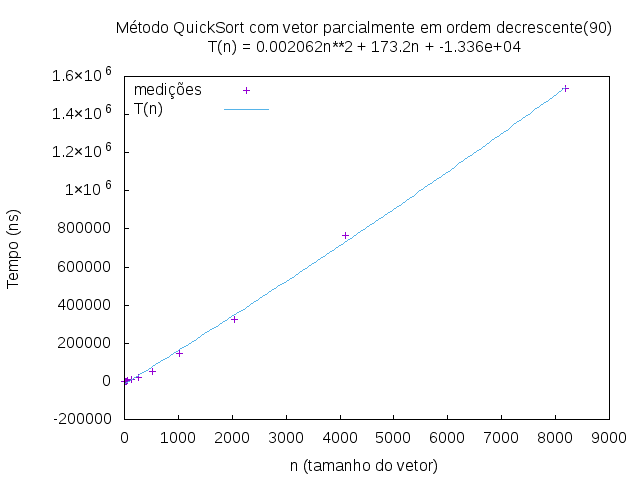 Método QuickSort com vetor parcialmente em ordem decrescente(90)
T(n) = 0.002062n**2 + 173.2n + -1.336e+04
1.6×10^6
1.4×10^6
1.2×10^6
1×10^6
800000
600000
400000
200000
0
-200000
Tempo (ns)
medições
T(n)
0 1000 2000 3000 4000 5000 6000 7000 8000 9000
n (tamanho do vetor)